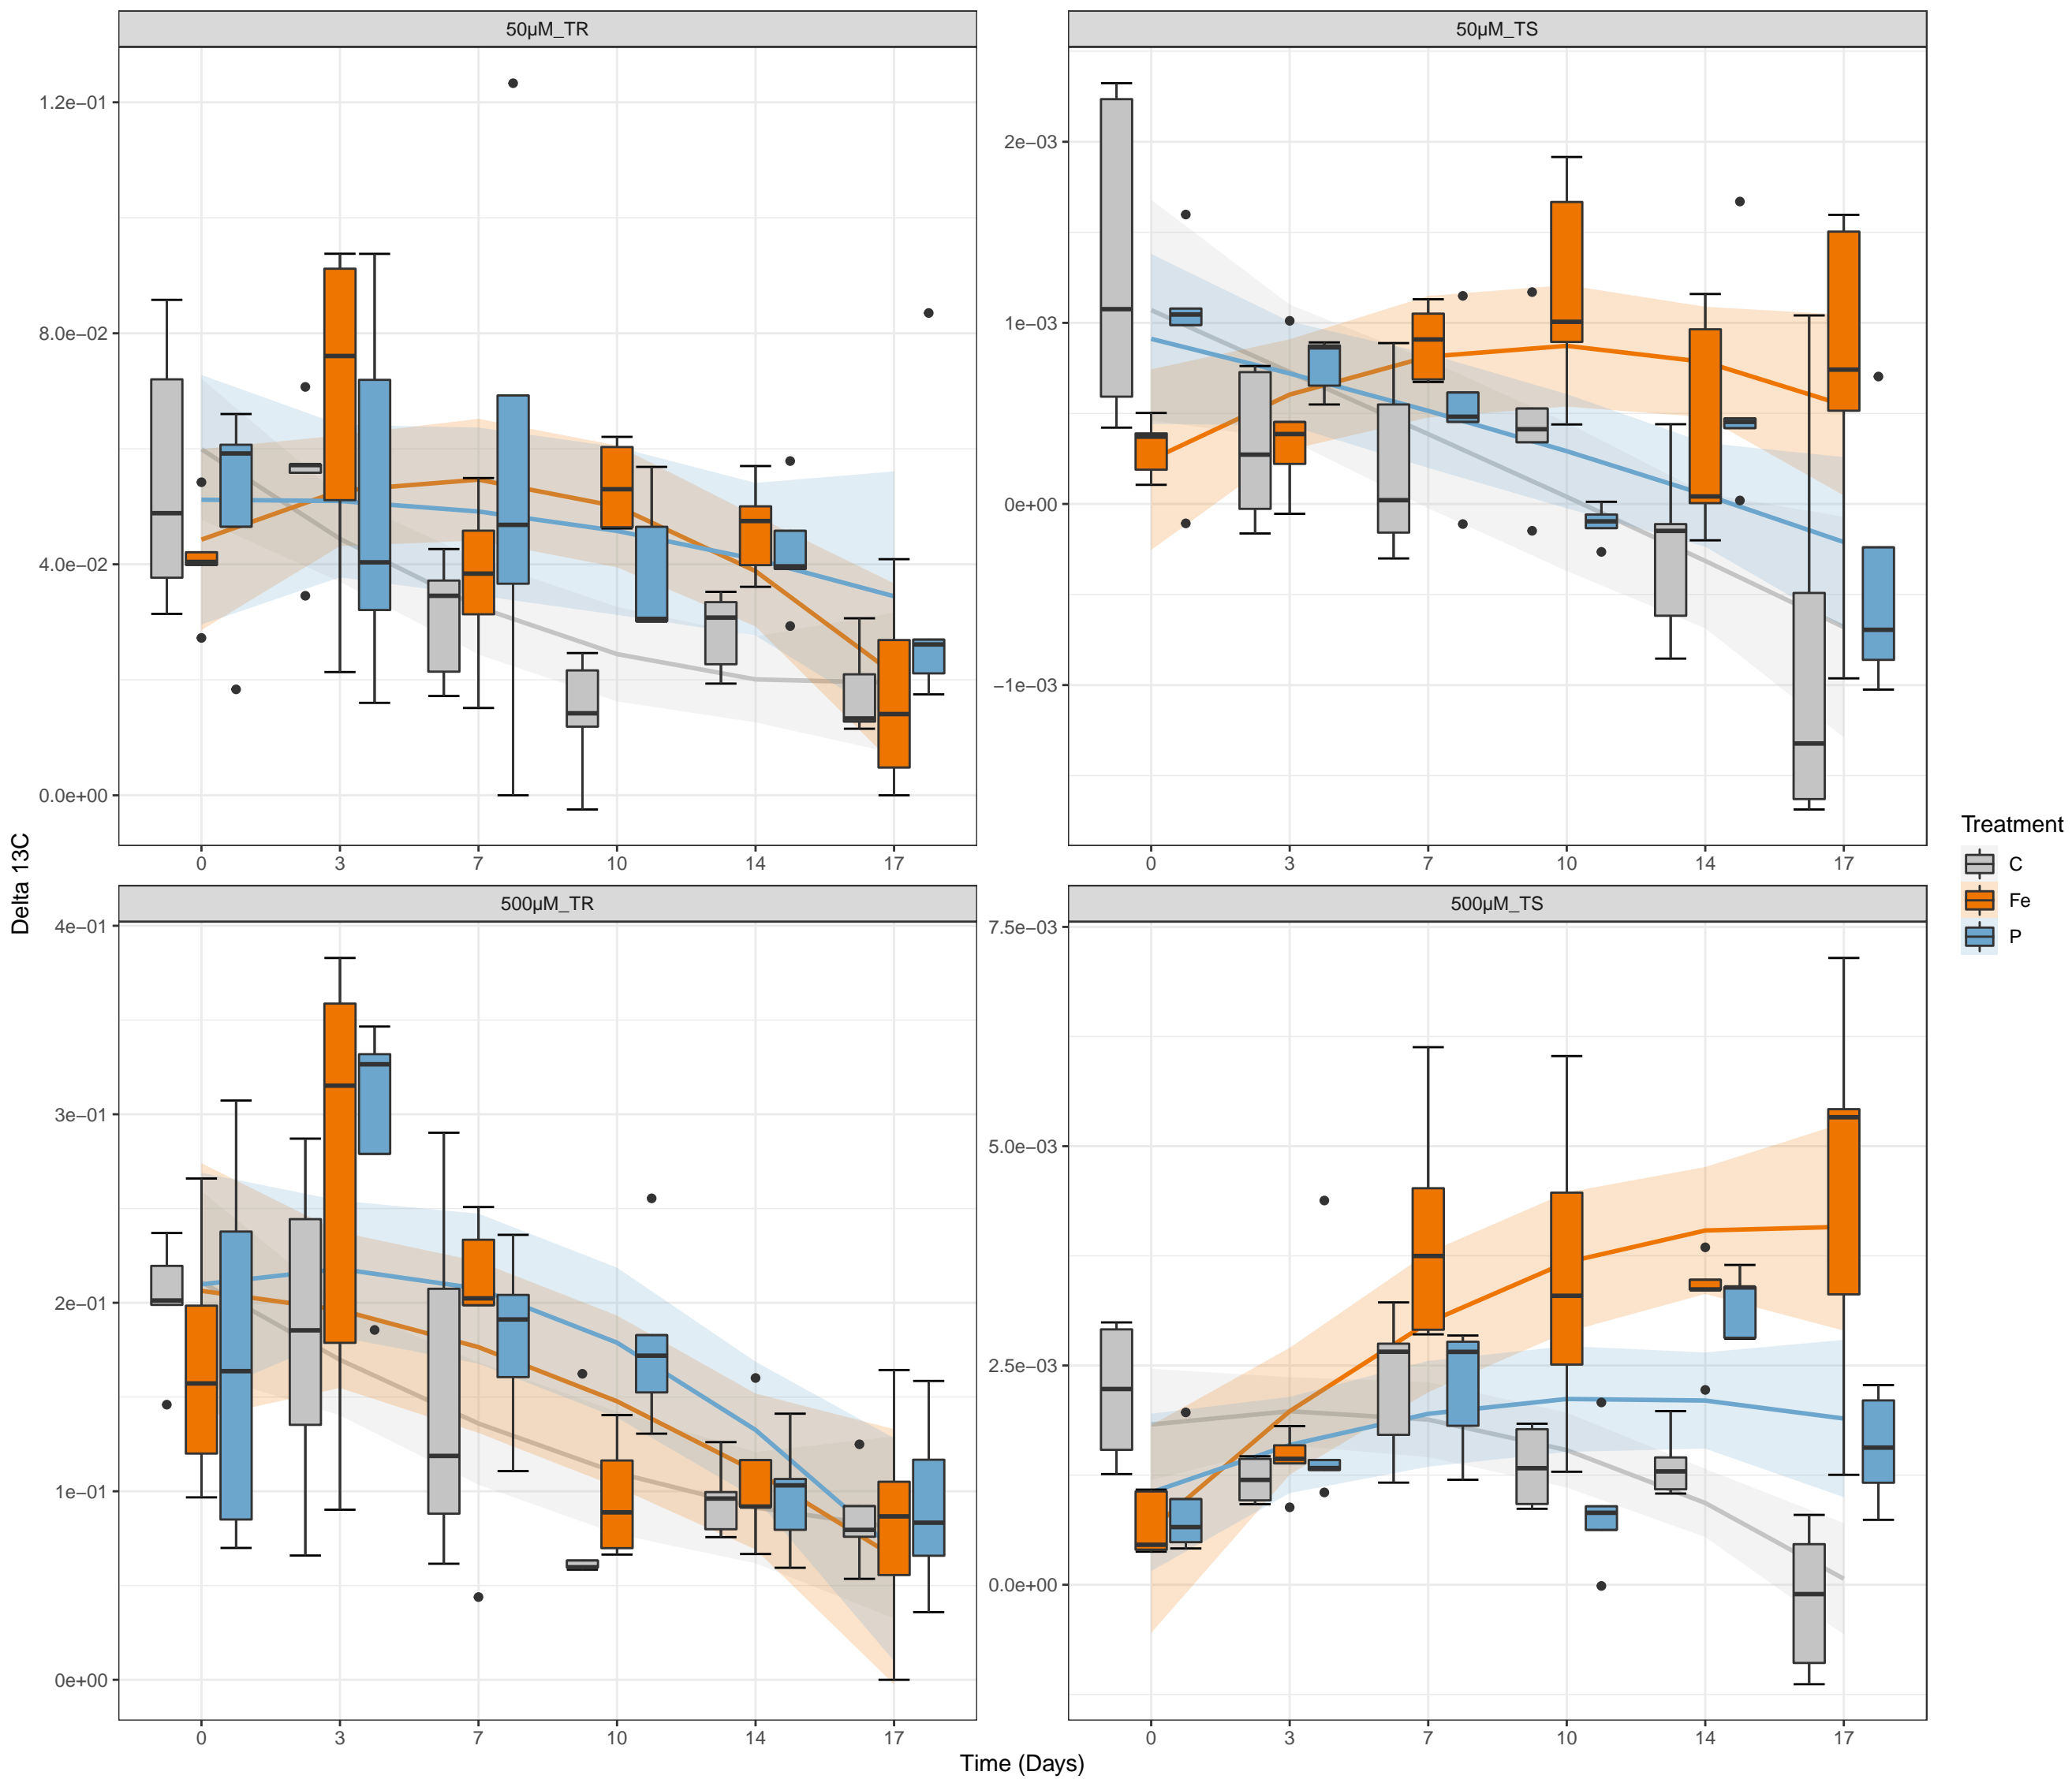 50µM_TR
50µM_TS
1.2e−01
8.0e−02
4.0e−02
0.0e+00
2e−03
1e−03
0e+00
−1e−03
0 3 7 10 14 17
0 3 7 10 14 17
Delta 13C
500µM_TR
500µM_TS
4e−01
3e−01
2e−01
1e−01
0e+00
7.5e−03
5.0e−03
2.5e−03
0.0e+00
0 3 7 10 14 17
0 3 7 10 14 17
Time (Days)
Treatment
C
Fe
P